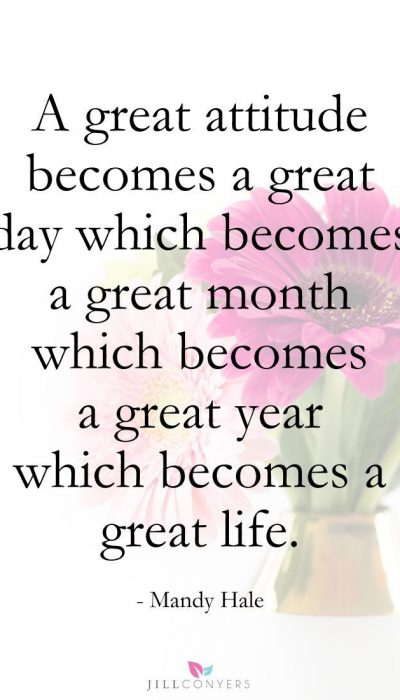 A great attitude
becomes a great
day which becomes
a great month
which becomes
a great year
which becomes a
great life.
- Mandy Hale
JILLCONYERS